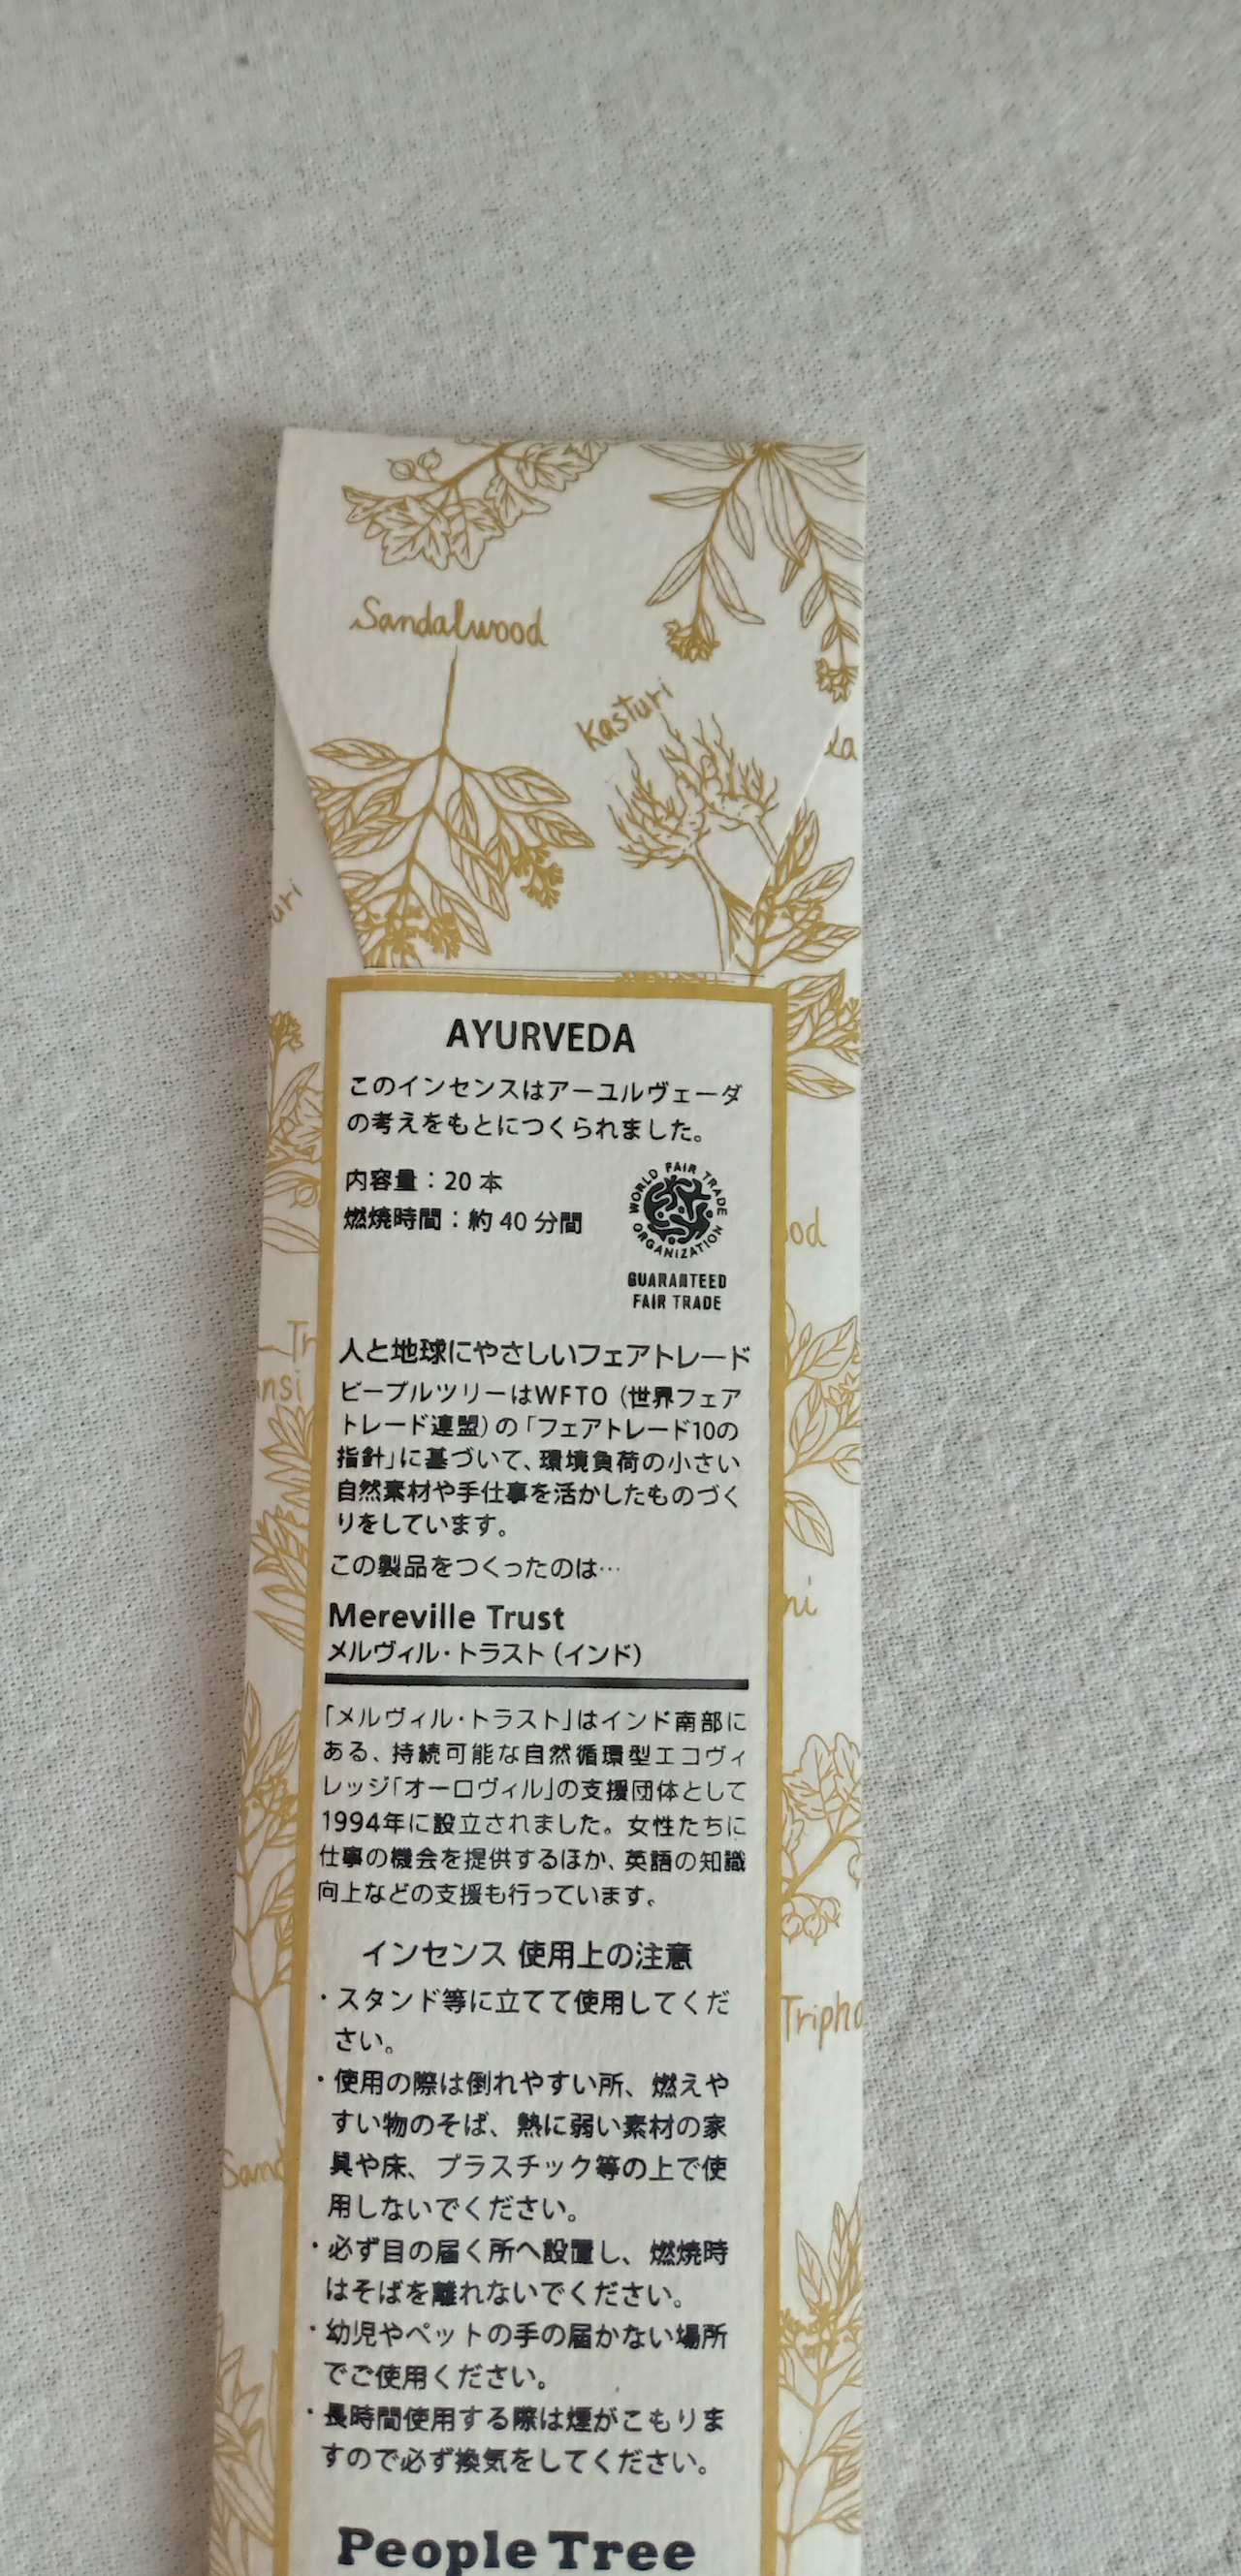 Sandalwood
Kasturi
la
uri
AYURVEDA
このインセンスはアーユルヴェーダ
の考えをもとにつくられました。
内容量：20 本
燃焼時間：約 40 分間
WORLD FAIR TRADE ORGANIZATION
GUARANTEED
FAIR TRADE
ood
Tr
ansi
人と地球にやさしいフェアトレード
ピープルツリーはWFTO（世界フェア
トレード連盟）の「フェアトレード10の
指針」に基づいて、環境負荷の小さい
自然素材や手仕事を活かしたものづく
りをしています。
この製品をつくったのは…
ni
Mereville Trust
メルヴィル・トラスト（インド）
「メルヴィル・トラスト」はインド南部に
ある、持続可能な自然循環型エコヴィ
レッジ「オーロヴィル」の支援団体として
1994年に設立されました。女性たちに
仕事の機会を提供するほか、英語の知識
向上などの支援も行っています。
インセンス 使用上の注意
・スタンド等に立てて使用してくだ
さい。
Tripha
・使用の際は倒れやすい所、燃えや
すい物のそば、熱に弱い素材の家
具や床、プラスチック等の上で使
用しないでください。
Sand
・必ず目の届く所へ設置し、燃焼時
はそばを離れないでください。
・幼児やペットの手の届かない場所
でご使用ください。
・長時間使用する際は煙がこもりま
すので必ず換気をしてください。
People Tree